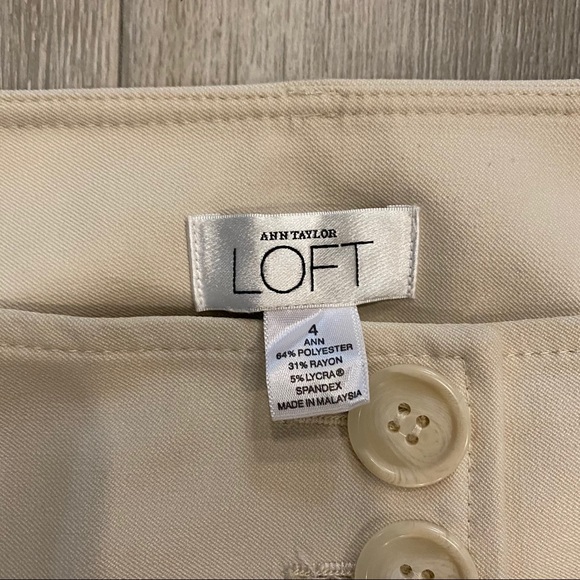 ANN TAYLOR
LOFT
4
ANN
64% POLYESTER
31% RAYON
5% LYCRA®
SPANDEX
MADE IN MALAYSIA